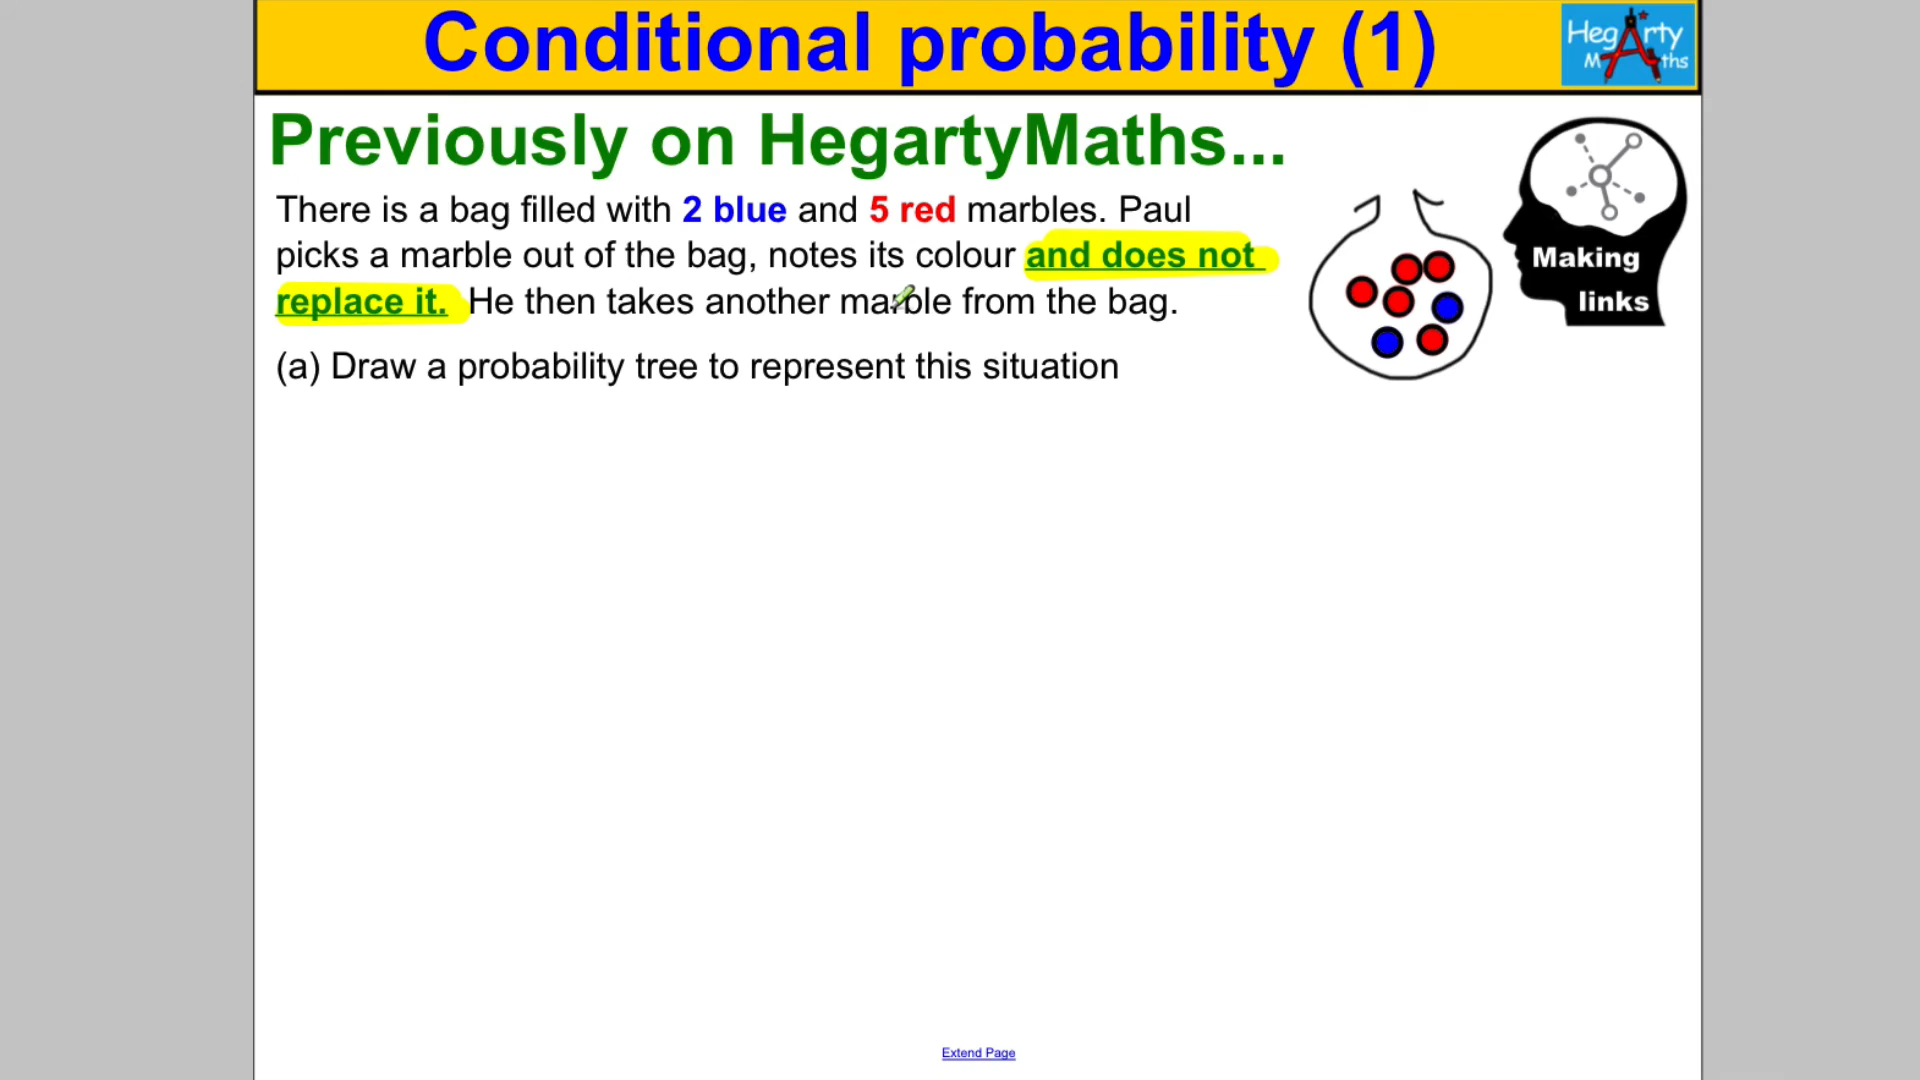 Conditional probability (1)
Hegarty
Maths
Previously on HegartyMaths...
There is a bag filled with 2 blue and 5 red marbles. Paul
picks a marble out of the bag, notes its colour and does not
replace it. He then takes another marble from the bag.
Making
links
(a) Draw a probability tree to represent this situation
Extend Page